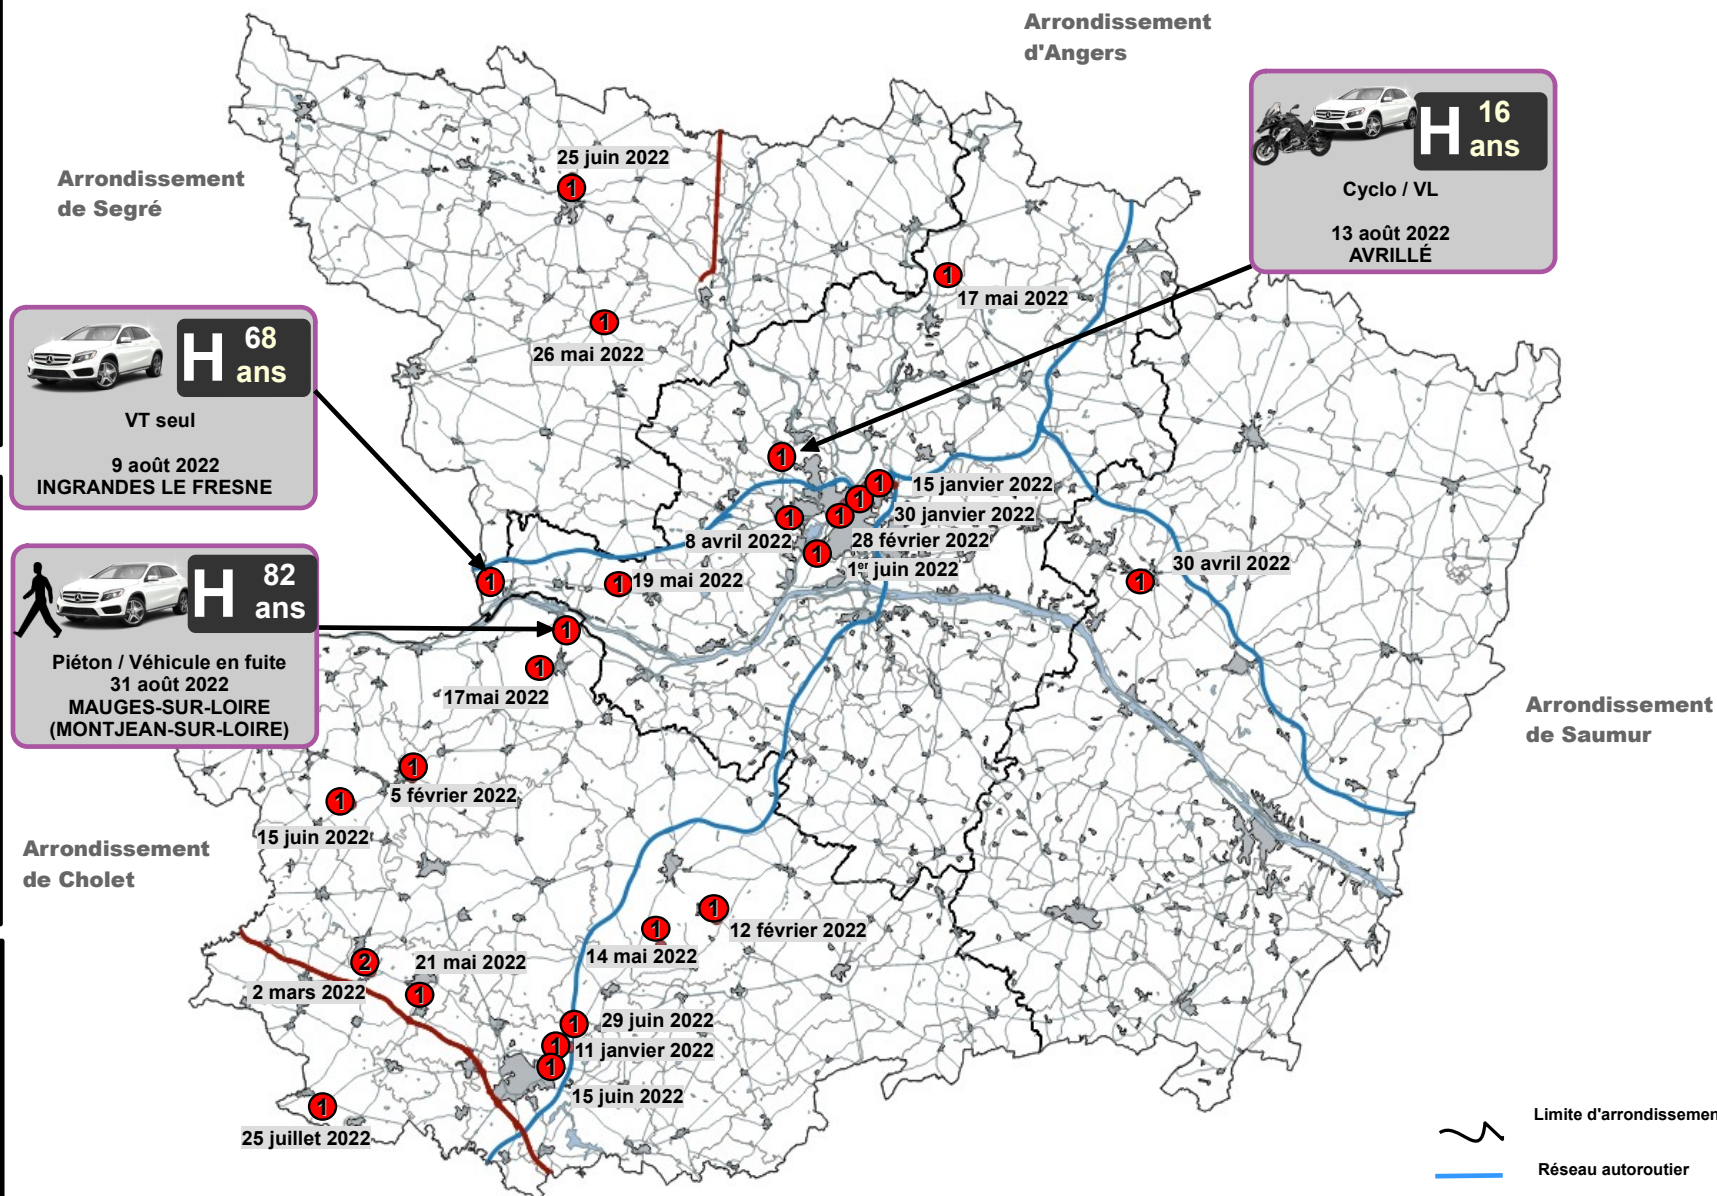 Arrondissement
d'Angers
H 16
ans
Cyclo / VL
13 août 2022
AVRILLÉ
25 juin 2022
1
Arrondissement
de Segré
1
17 mai 2022
1
26 mai 2022
H 68
ans
VT seul
9 août 2022
INGRANDES LE FRESNE
1
1
15 janvier 2022
1
30 janvier 2022
1
28 février 2022
1
8 avril 2022
1
1er juin 2022
1
30 avril 2022
1
19 mai 2022
1
H 82
ans
Piéton / Véhicule en fuite
31 août 2022
MAUGES-SUR-LOIRE
(MONTJEAN-SUR-LOIRE)
1
1
17mai 2022
Arrondissement
de Saumur
1
5 février 2022
1
15 juin 2022
Arrondissement
de Cholet
1
12 février 2022
1
14 mai 2022
2
2 mars 2022
21 mai 2022
1
1
29 juin 2022
1
11 janvier 2022
1
15 juin 2022
1
25 juillet 2022
Limite d'arrondissemen
Réseau autoroutier